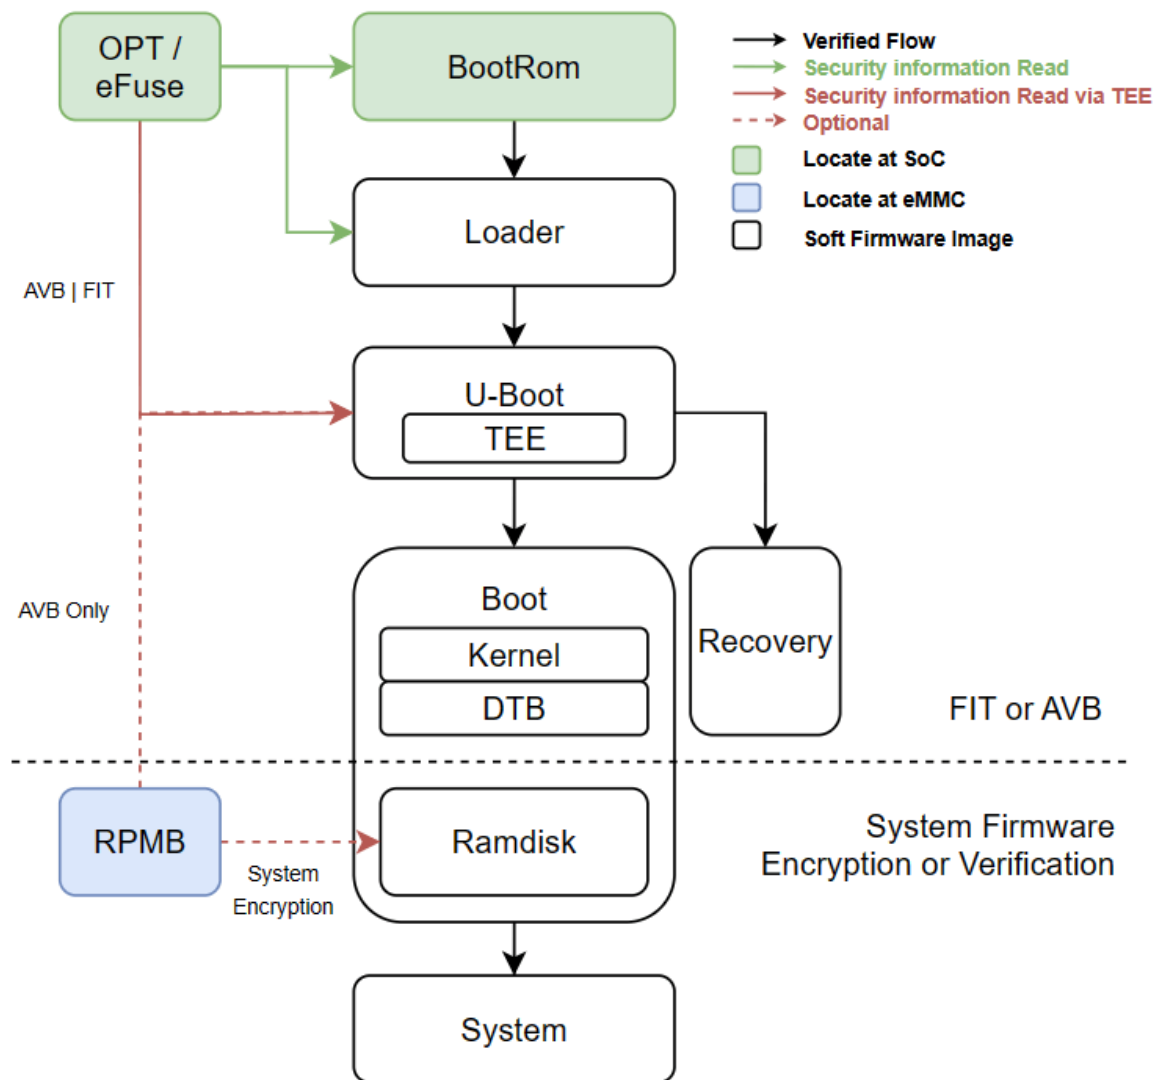 OPT /
eFuse
BootRom
Verified Flow
Security information Read
Security information Read via TEE
Optional
Locate at SoC
Locate at eMMC
Soft Firmware Image
Loader
AVB | FIT
U-Boot
TEE
Boot
Kernel
DTB
Recovery
AVB Only
FIT or AVB
RPMB
System
Encryption
Ramdisk
System Firmware
Encryption or Verification
System